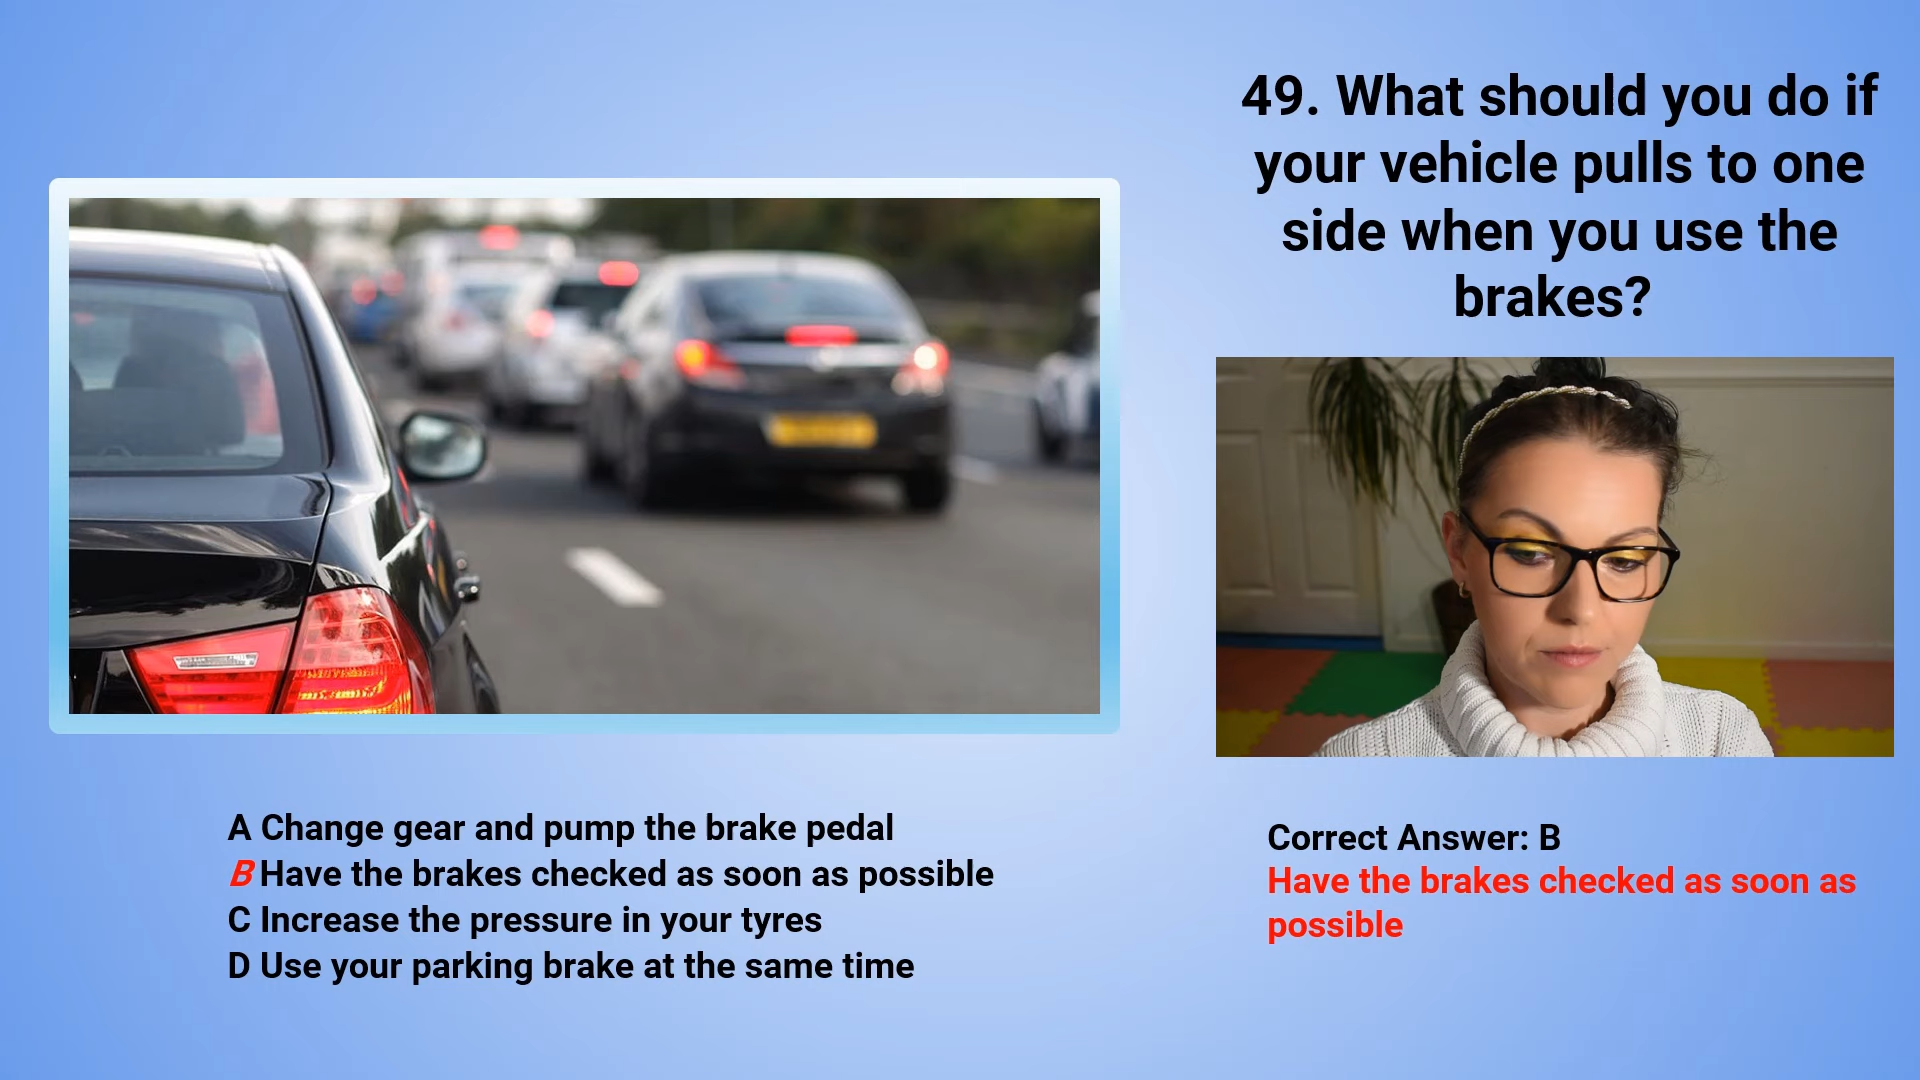 49. What should you do if
your vehicle pulls to one
side when you use the
brakes?
A Change gear and pump the brake pedal
B Have the brakes checked as soon as possible
C Increase the pressure in your tyres
D Use your parking brake at the same time
Correct Answer: B
Have the brakes checked as soon as
possible